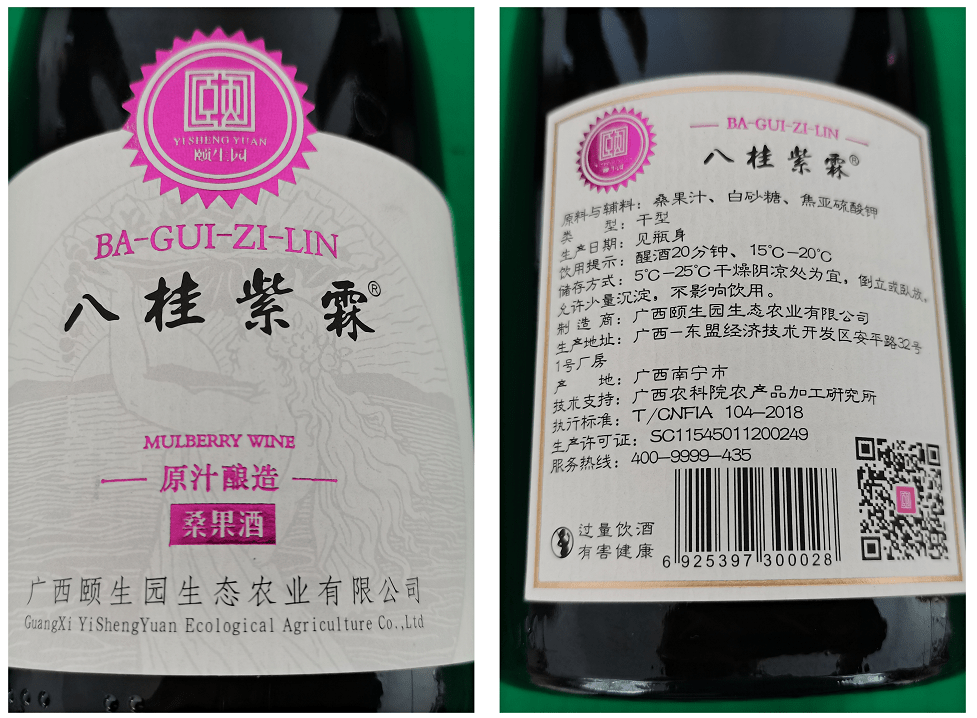 YISHENG YUAN
颐生园
BA-GUI-ZI-LIN
八桂紫霖®
MULBERRY WINE
原汁酿造
桑果酒
广西颐生园生态农业有限公司
GuangXi YiShengYuan Ecological Agriculture Co.,Ltd
BA-GUI-ZI-LIN
八桂紫霖®
原料与辅料：桑果汁、白砂糖、焦亚硫酸钾
类 型：干型
生产日期：见瓶身
饮用提示：醒酒20分钟、15℃-20℃
储存方式：5℃-25℃干燥阴凉处为宜，倒立或卧放。
允许少量沉淀，不影响饮用。
制 造 商：广西颐生园生态农业有限公司
生产地址：广西-东盟经济技术开发区安平路32号
1号厂房
产 地：广西南宁市
技术支持：广西农科院农产品加工研究所
执行标准：T/CNFIA 104-2018
生产许可证：SC11545011200249
服务热线：400-9999-435
过量饮酒
有害健康
6 925397 300028